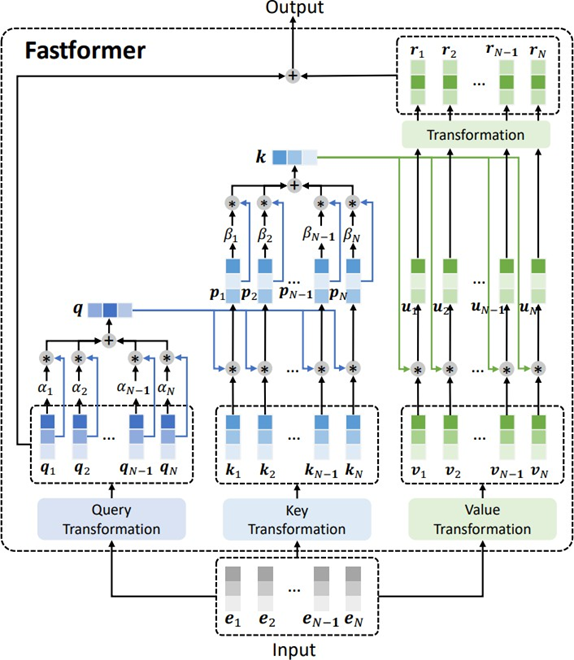 Output
Fastformer
r1 r2 ... rN-1 rN
+
Transformation
k
+
* * * *
β1 β2 βN-1 βN
p1 p2 ... pN-1 pN
u1 u2 ... uN-1 uN
q
+
* * * *
* * ... * *
* * ... * *
α1 α2 αN-1 αN
q1 q2 ... qN-1 qN
k1 k2 ... kN-1 kN
v1 v2 ... vN-1 vN
Query
Transformation
Key
Transformation
Value
Transformation
e1 e2 ... eN-1 eN
Input